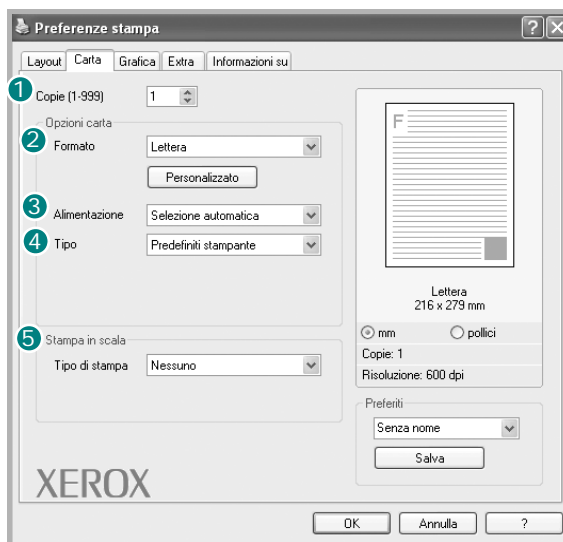 Preferenze stampa
Layout Carta Grafica Extra Informazioni su
1 Copie (1-999) 1
Opzioni carta
2 Formato Lettera
Personalizzato
3 Alimentazione Selezione automatica
4 Tipo Predefiniti stampante
5 Stampa in scala
Tipo di stampa Nessuno
XEROX
F
Lettera
216 x 279 mm
mm pollici
Copie: 1
Risoluzione: 600 dpi
Preferiti
Senza nome
Salva
OK Annulla ?